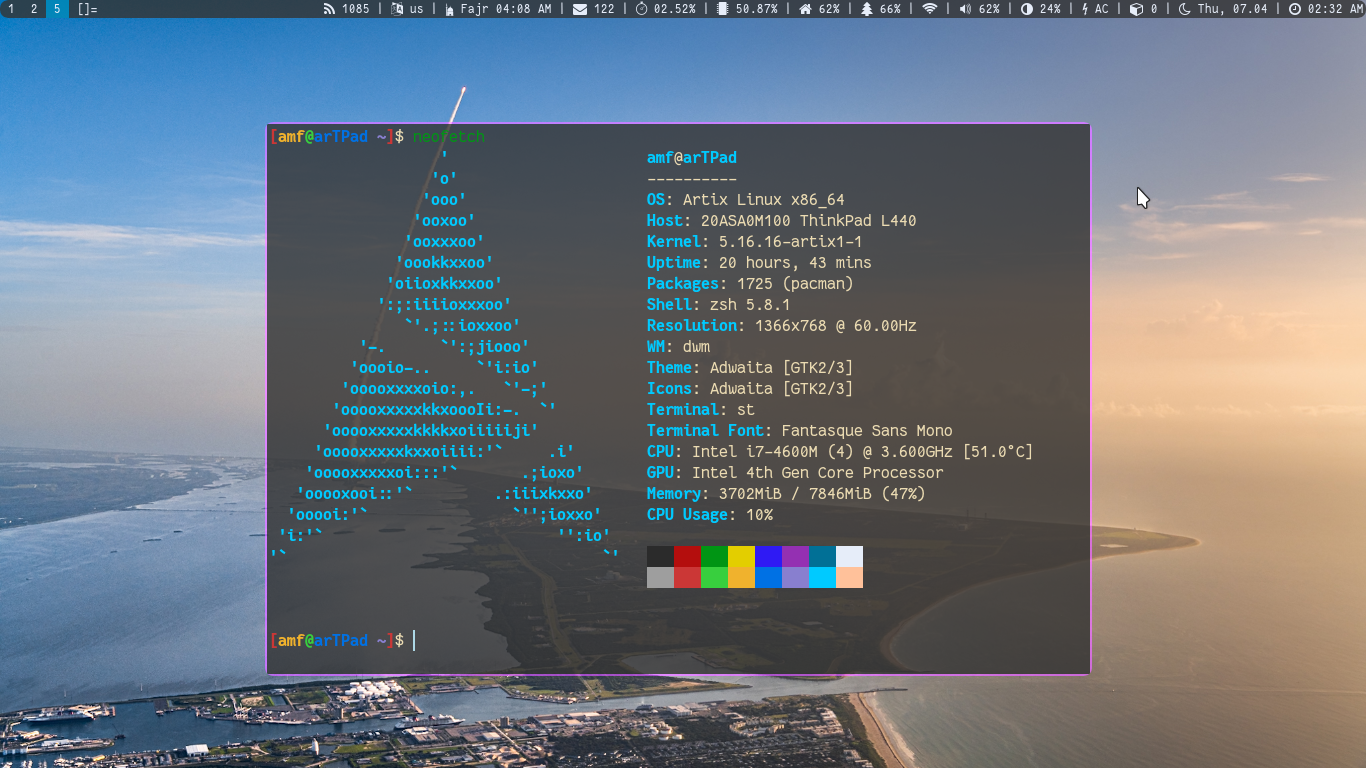 1 2 5 []= 1085 | us | Fajr 04:08 AM | 122 | 02.52% | 50.87% | 62% | 66% | | 62% | 24% | AC | 0 | Thu, 07.04 | 02:32 AM
[amf@arTPad ~]$ neofetch
' amf@arTPad
'o' ----------
'ooo' OS: Artix Linux x86_64
'ooxoo' Host: 20ASA0M100 ThinkPad L440
'ooxxxoo' Kernel: 5.16.16-artix1-1
'oookkxxoo' Uptime: 20 hours, 43 mins
'oiioxkkxxoo' Packages: 1725 (pacman)
':;:iiiioxxxoo' Shell: zsh 5.8.1
`'.;::ioxxoo' Resolution: 1366x768 @ 60.00Hz
'-. `':;jiooo' WM: dwm
'oooio-.. `'i:io' Theme: Adwaita [GTK2/3]
'ooooxxxxoio:,. `'-;' Icons: Adwaita [GTK2/3]
'ooooxxxxxkkxoooIi:-. `' Terminal: st
'ooooxxxxxkkkkxoiiiiiji' Terminal Font: Fantasque Sans Mono
'ooooxxxxxkxxoiiii:'` .i' CPU: Intel i7-4600M (4) @ 3.600GHz [51.0°C]
'ooooxxxxxoi:::'` .;ioxo' GPU: Intel 4th Gen Core Processor
'ooooxooi::'` .:iiixkxxo' Memory: 3702MiB / 7846MiB (47%)
'ooooi:'` `'';ioxxo' CPU Usage: 10%
'i:'` '':io'
'` `'
[amf@arTPad ~]$